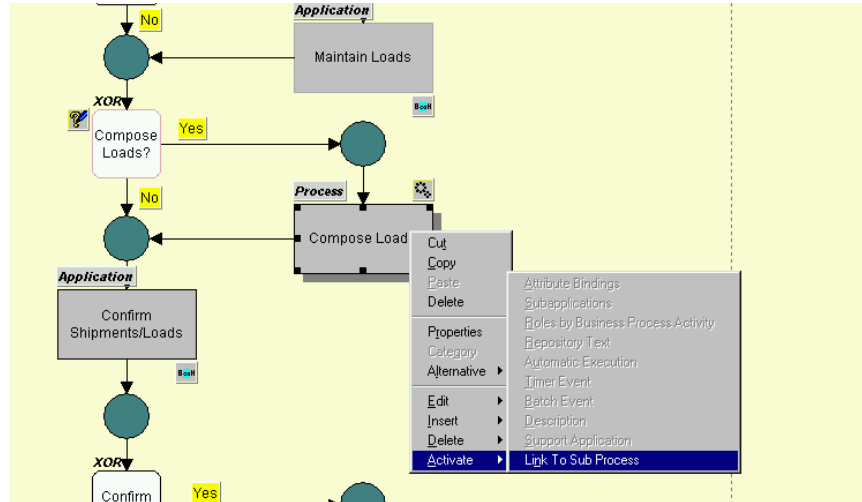 No
Application
Maintain Loads
XOR
Compose
Loads?
Yes
No
Process
Compose Load
Application
Confirm
Shipments/Loads
XOR
Confirm
Yes
Cut
Copy
Paste
Delete
Properties
Category
Alternative
Edit
Insert
Delete
Activate
Attribute Bindings
Subapplications
Roles by Business Process Activity
Repository Text
Automatic Execution
Timer Event
Batch Event
Description
Support Application
Link To Sub Process